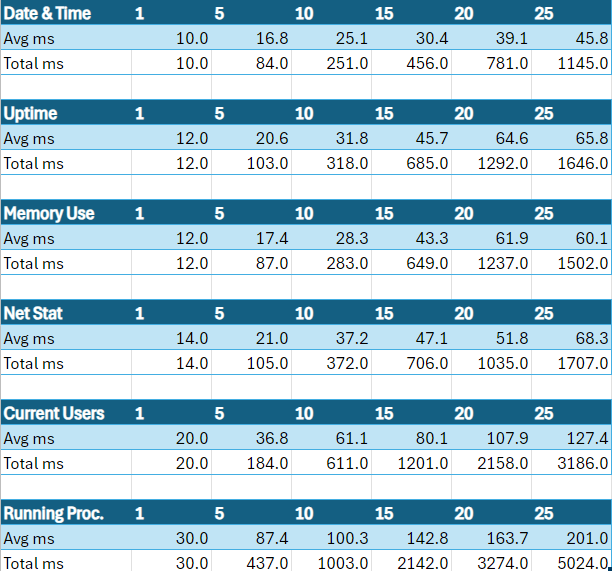 Date & Time 1 5 10 15 20 25
Avg ms 10.0 16.8 25.1 30.4 39.1 45.8
Total ms 10.0 84.0 251.0 456.0 781.0 1145.0
Uptime 1 5 10 15 20 25
Avg ms 12.0 20.6 31.8 45.7 64.6 65.8
Total ms 12.0 103.0 318.0 685.0 1292.0 1646.0
Memory Use 1 5 10 15 20 25
Avg ms 12.0 17.4 28.3 43.3 61.9 60.1
Total ms 12.0 87.0 283.0 649.0 1237.0 1502.0
Net Stat 1 5 10 15 20 25
Avg ms 14.0 21.0 37.2 47.1 51.8 68.3
Total ms 14.0 105.0 372.0 706.0 1035.0 1707.0
Current Users 1 5 10 15 20 25
Avg ms 20.0 36.8 61.1 80.1 107.9 127.4
Total ms 20.0 184.0 611.0 1201.0 2158.0 3186.0
Running Proc. 1 5 10 15 20 25
Avg ms 30.0 87.4 100.3 142.8 163.7 201.0
Total ms 30.0 437.0 1003.0 2142.0 3274.0 5024.0